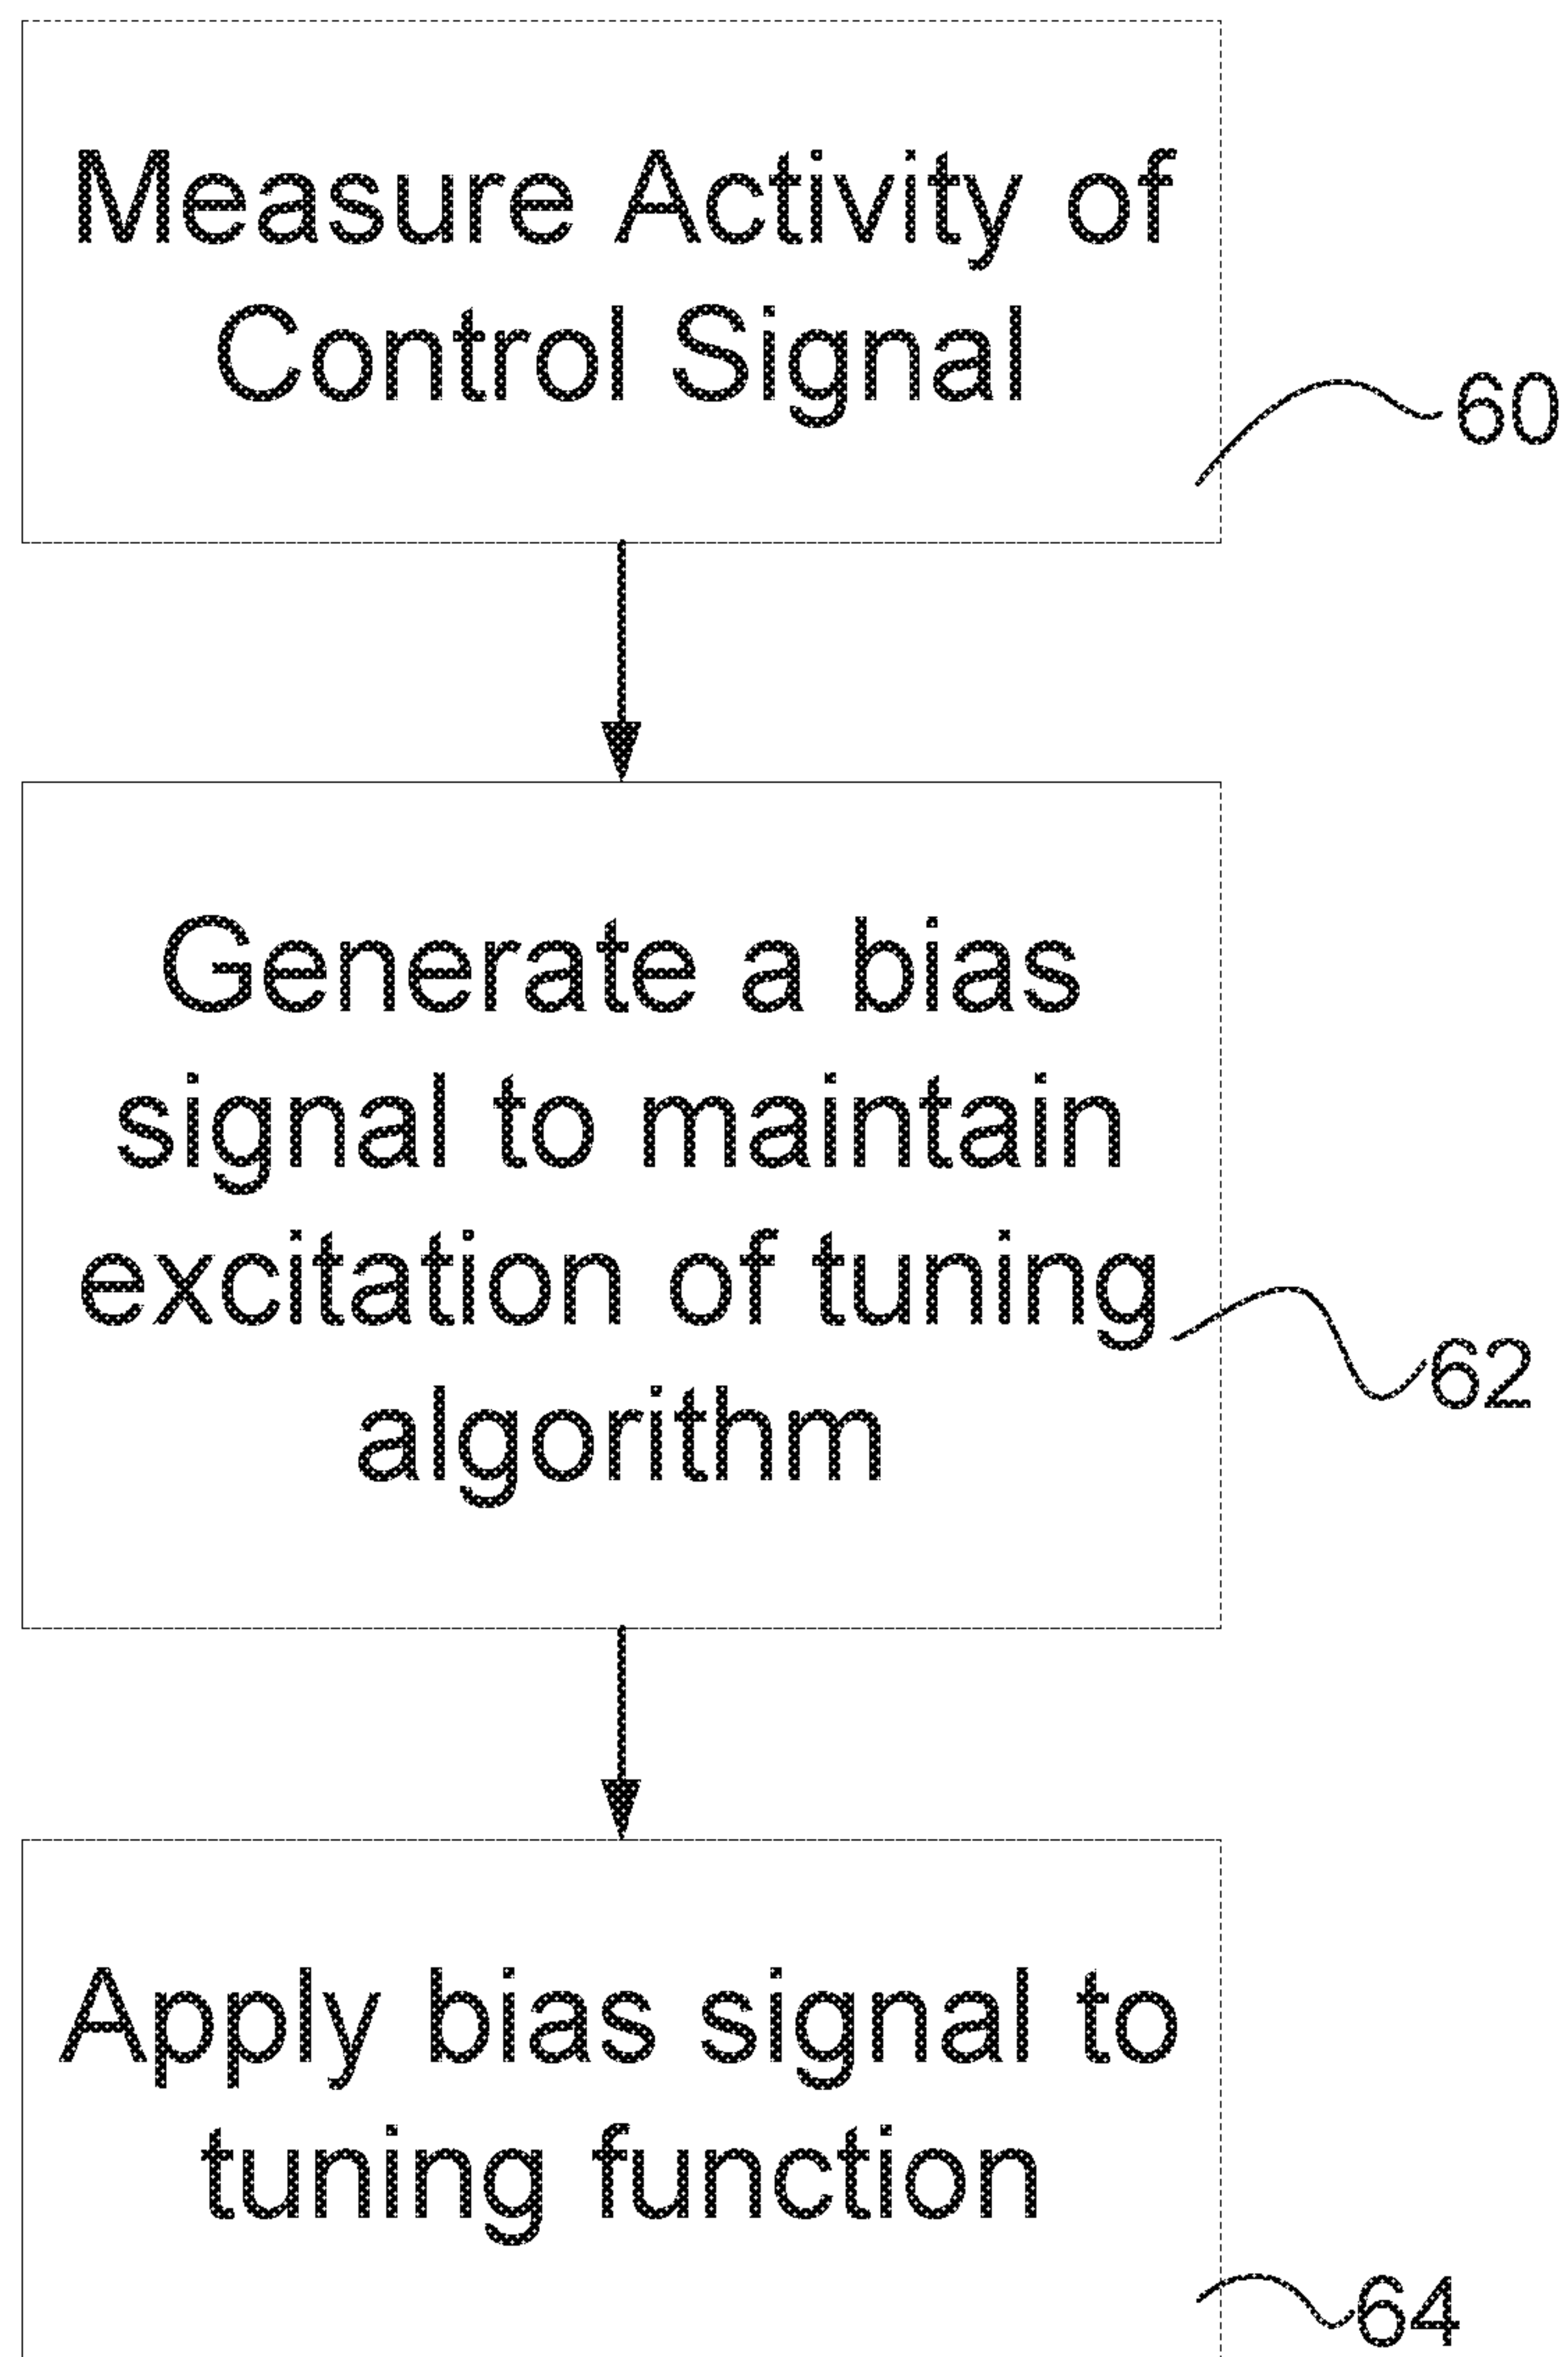 Measure Activity of
Control Signal
60
Generate a bias
signal to maintain
excitation of tuning
algorithm
62
Apply bias signal to
tuning function
64